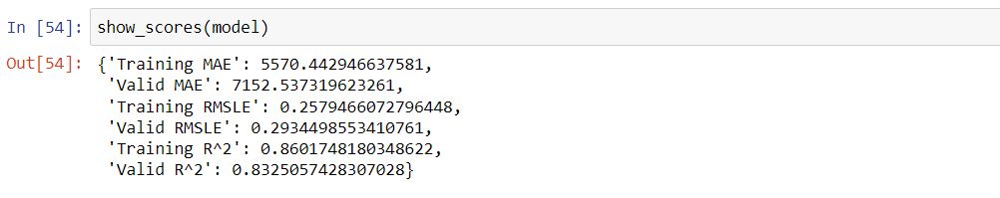 In [54]: show_scores(model)
Out[54]: {'Training MAE': 5570.442946637581,
'Valid MAE': 7152.537319623261,
'Training RMSLE': 0.2579466072796448,
'Valid RMSLE': 0.2934498553410761,
'Training R^2': 0.8601748180348622,
'Valid R^2': 0.8325057428307028}